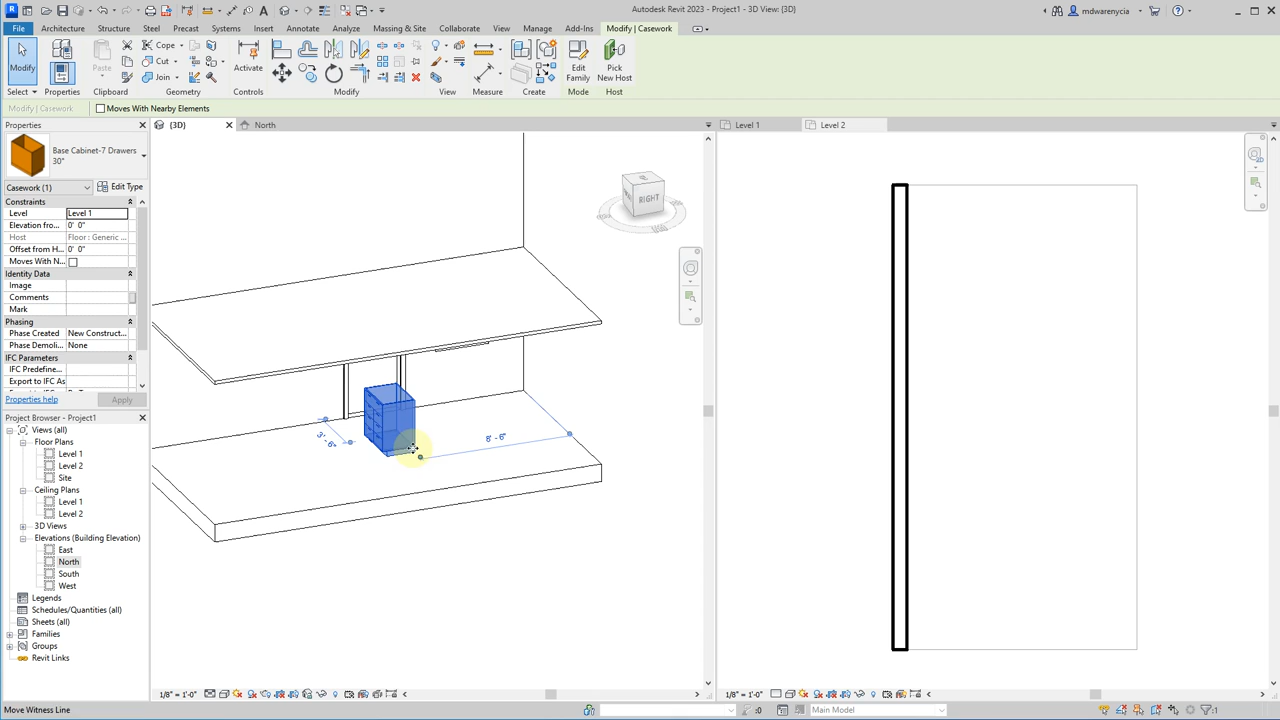 Autodesk Revit 2023 - Project1 - 3D View: {3D}
mdwarenycia
File Architecture Structure Steel Precast Systems Insert Annotate Analyze Massing & Site Collaborate View Manage Add-Ins Modify | Casework
Cope
Cut
Join
Modify
Paste
Activate
Edit Family
Pick New Host
Select Properties Clipboard Geometry Controls Modify View Measure Create Mode Host
Modify | Casework Moves With Nearby Elements
Properties
{3D} North Level 1 Level 2
Base Cabinet-7 Drawers
30"
Casework (1) Edit Type
Constraints
Level Level 1
Elevation fro... 0' 0"
Host Floor : Generic ...
Offset from H... 0' 0"
Moves With N...
Identity Data
Image
Comments
Mark
Phasing
Phase Created New Construct...
Phase Demoli... None
IFC Parameters
IFC Predefine...
Export to IFC As
Properties help Apply
Project Browser - Project1
Views (all)
Floor Plans
Level 1
Level 2
Site
Ceiling Plans
Level 1
Level 2
3D Views
Elevations (Building Elevation)
East
North
South
West
Legends
Schedules/Quantities (all)
Sheets (all)
Families
Groups
Revit Links
RIGHT
3' - 6"
8' - 6"
1/8" = 1'-0"
1/8" = 1'-0"
Move Witness Line
:0
Main Model
:1